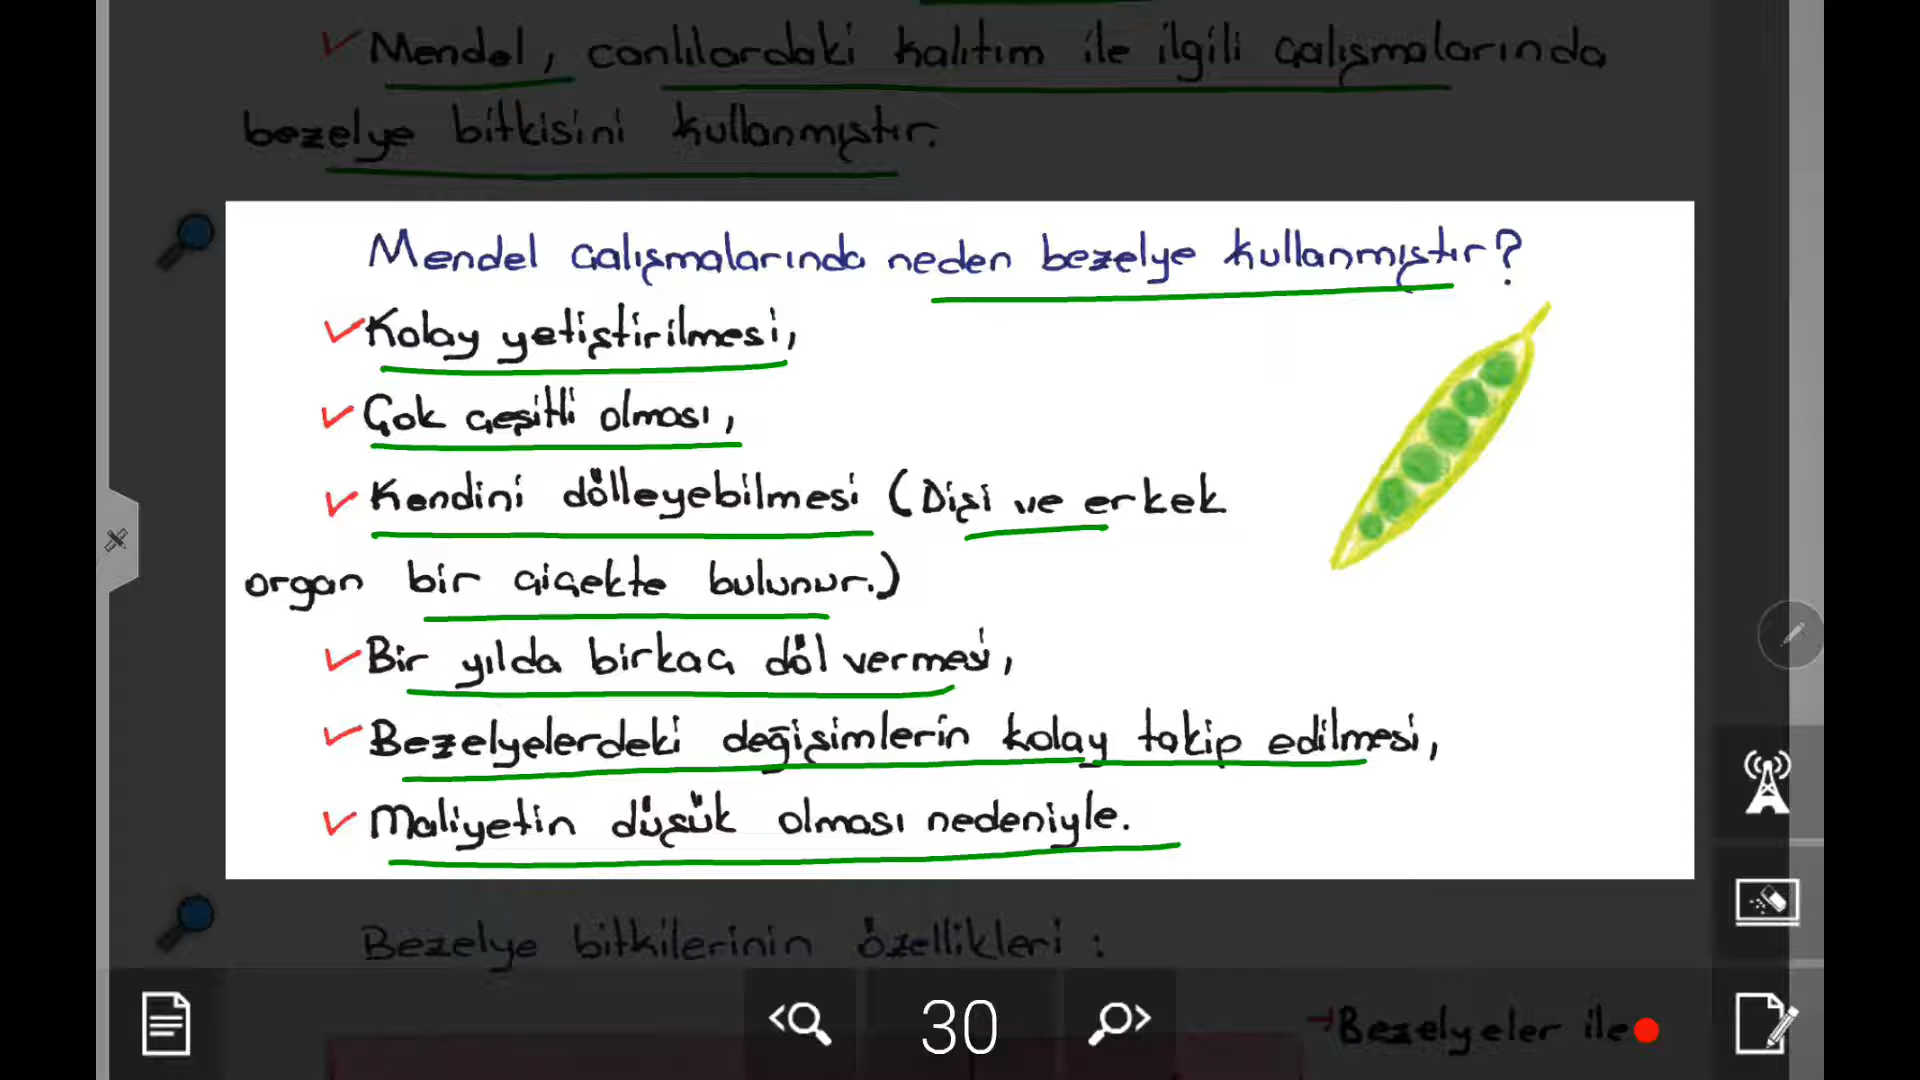 Mendel, canlılardaki kalıtım ile ilgili çalışmalarında
bezelye bitkisini kullanmıştır.
Mendel çalışmalarında neden bezelye kullanmıştır?
Kolay yetiştirilmesi,
Çok çeşitli olması,
Kendini dölleyebilmesi (Dişi ve erkek
organ bir çiçekte bulunur.)
Bir yılda birkaç döl vermesi,
Bezelyelerdeki değişimlerin kolay takip edilmesi,
Maliyetin düşük olması nedeniyle.
Bezelye bitkilerinin özellikleri :
→Bezelyeler ile
30